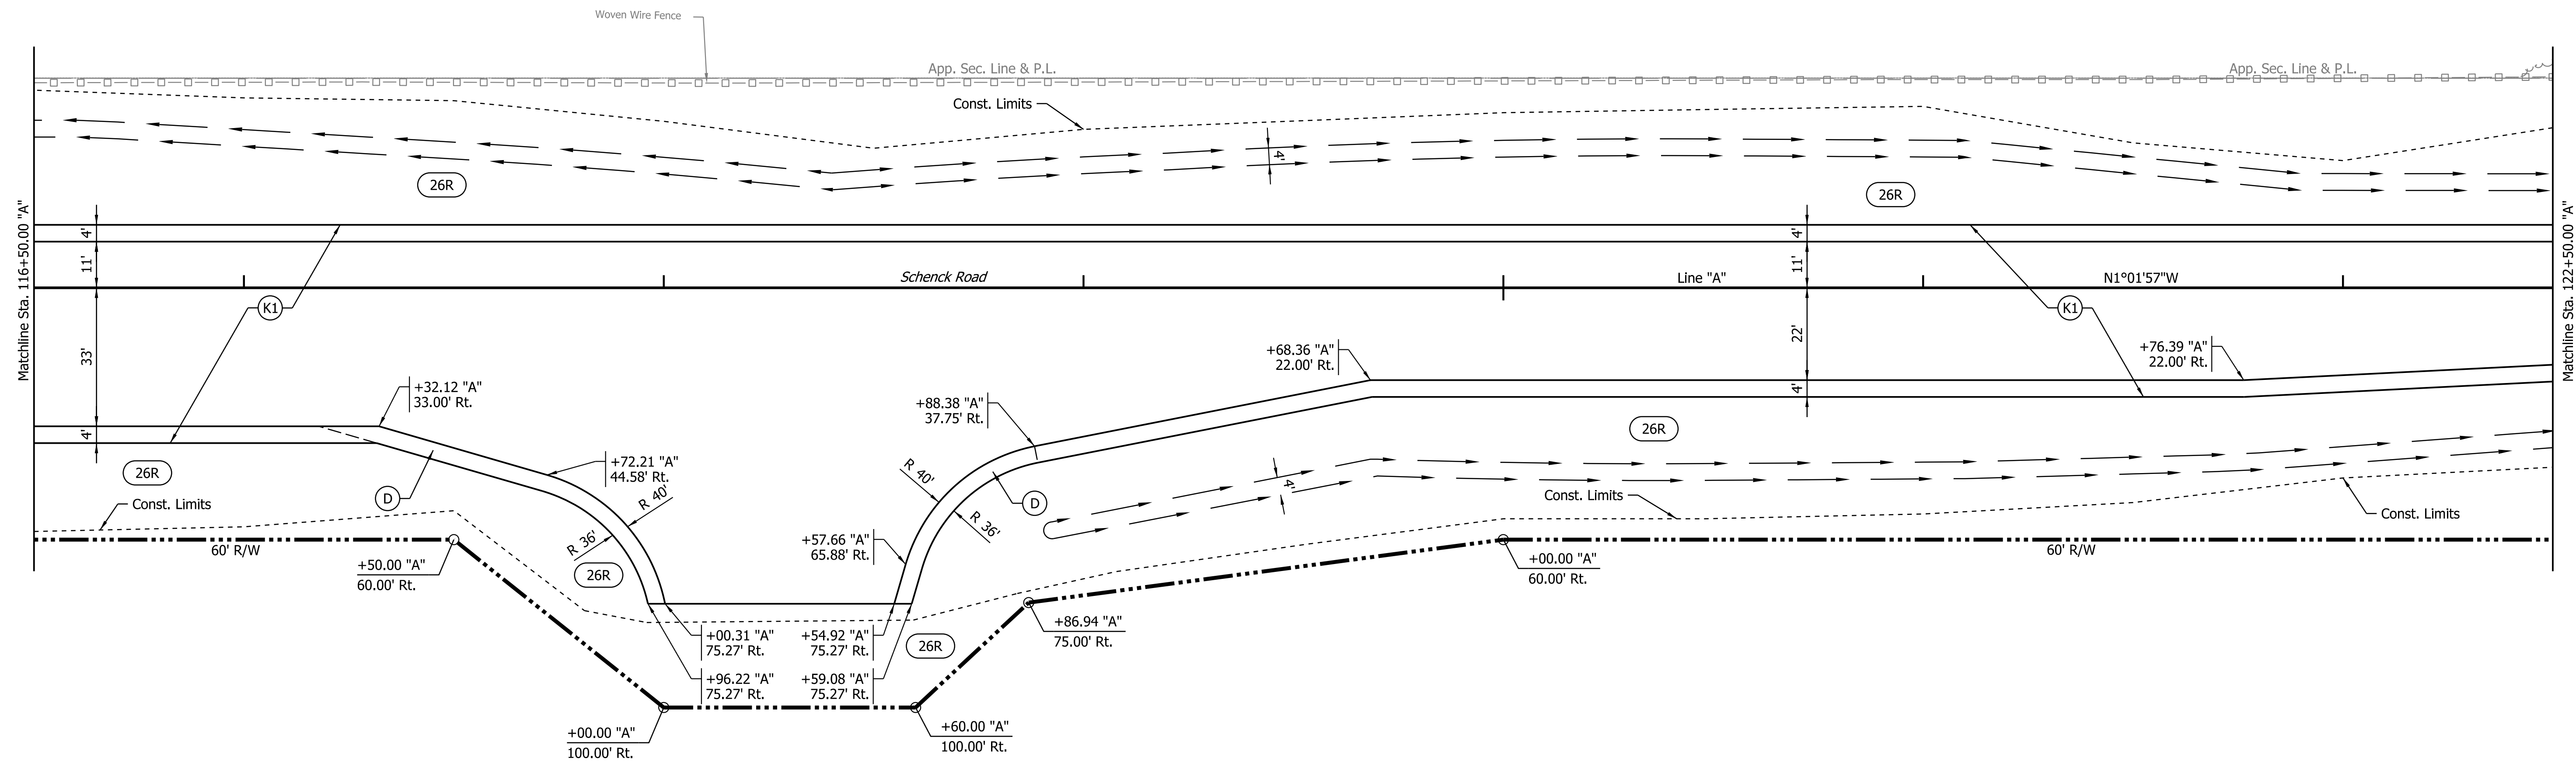 Woven Wire Fence
App. Sec. Line & P.L.
App. Sec. Line & P.L.
Const. Limits
4'
26R
26R
Matchline Sta. 116+50.00 "A"
Matchline Sta. 122+50.00 "A"
4'
11'
4'
11'
Schenck Road
Line "A"
N1°01'57"W
K1
K1
33'
22'
4'
4'
+68.36 "A"
22.00' Rt.
+76.39 "A"
22.00' Rt.
+32.12 "A"
33.00' Rt.
+88.38 "A"
37.75' Rt.
26R
26R
+72.21 "A"
44.58' Rt.
R 40'
R 36'
R 40'
R 36'
D
D
4'
Const. Limits
Const. Limits
Const. Limits
60' R/W
60' R/W
+57.66 "A"
65.88' Rt.
+50.00 "A"
60.00' Rt.
+00.00 "A"
60.00' Rt.
26R
+00.31 "A"
75.27' Rt.
+54.92 "A"
75.27' Rt.
26R
+86.94 "A"
75.00' Rt.
+96.22 "A"
75.27' Rt.
+59.08 "A"
75.27' Rt.
+00.00 "A"
100.00' Rt.
+60.00 "A"
100.00' Rt.